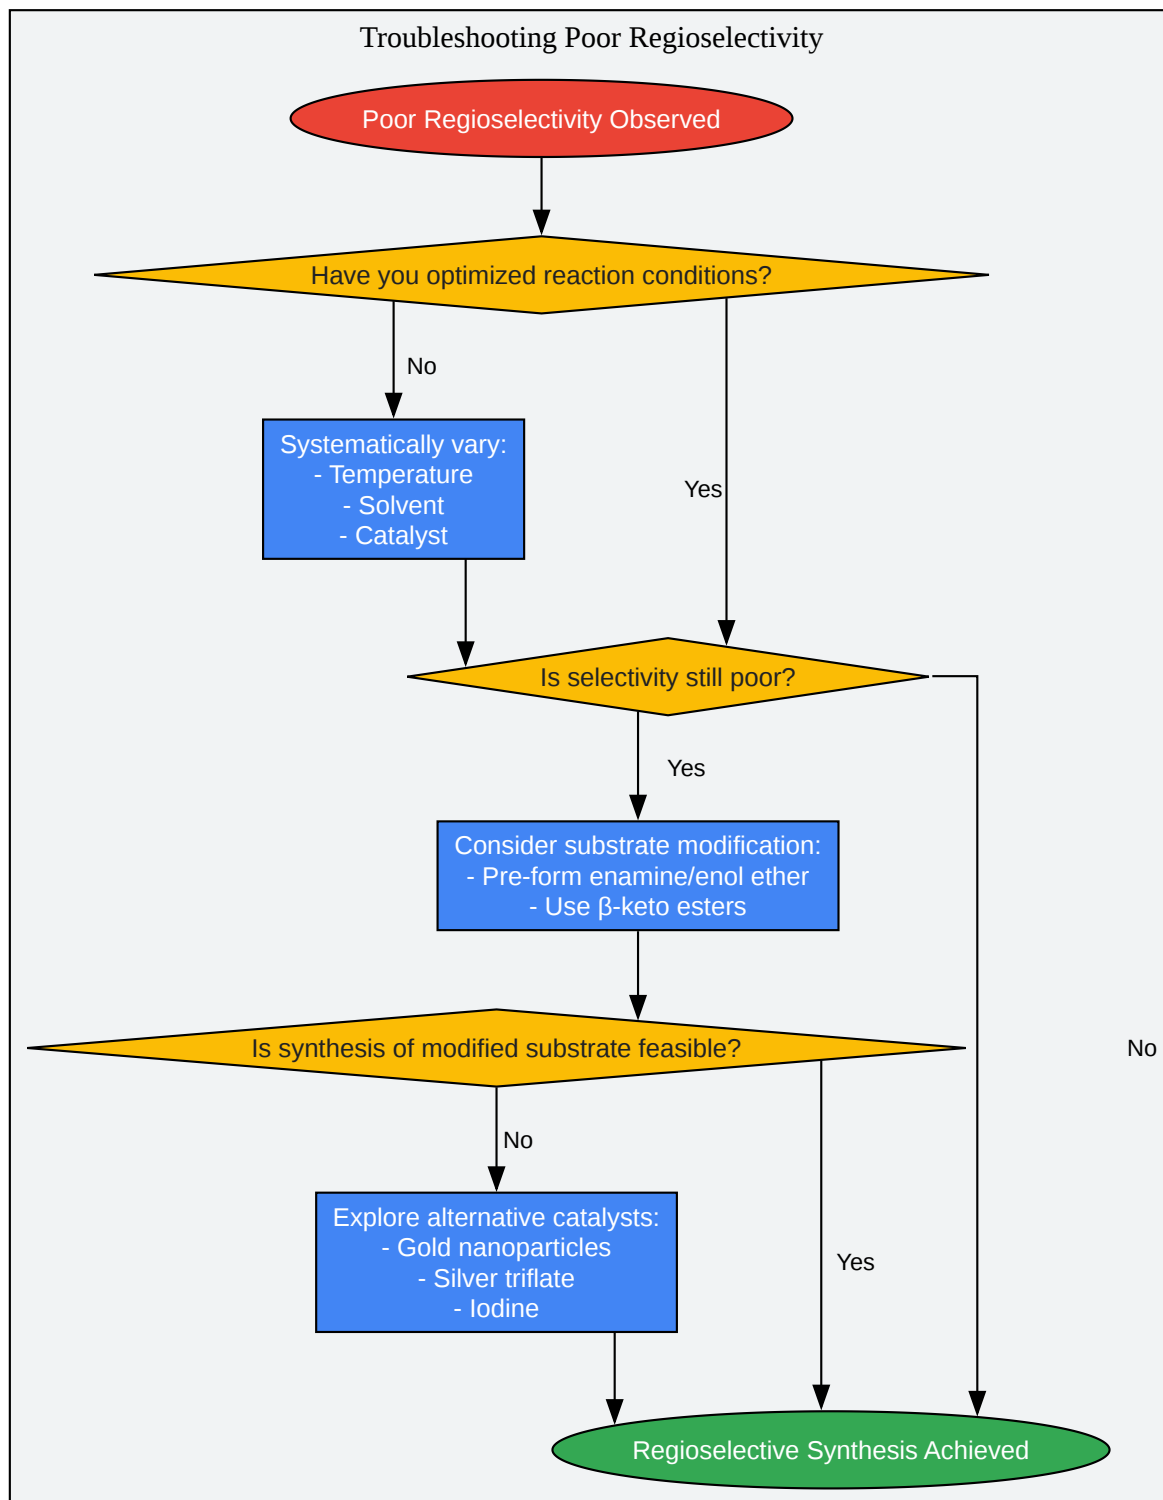 Troubleshooting Poor Regioselectivity
Poor Regioselectivity Observed
Have you optimized reaction conditions?
No
Systematically vary:
- Temperature
- Solvent
- Catalyst
Yes
Is selectivity still poor?
Yes
Consider substrate modification:
- Pre-form enamine/enol ether
- Use β-keto esters
Is synthesis of modified substrate feasible?
No
No
Explore alternative catalysts:
- Gold nanoparticles
- Silver triflate
- Iodine
Yes
Regioselective Synthesis Achieved